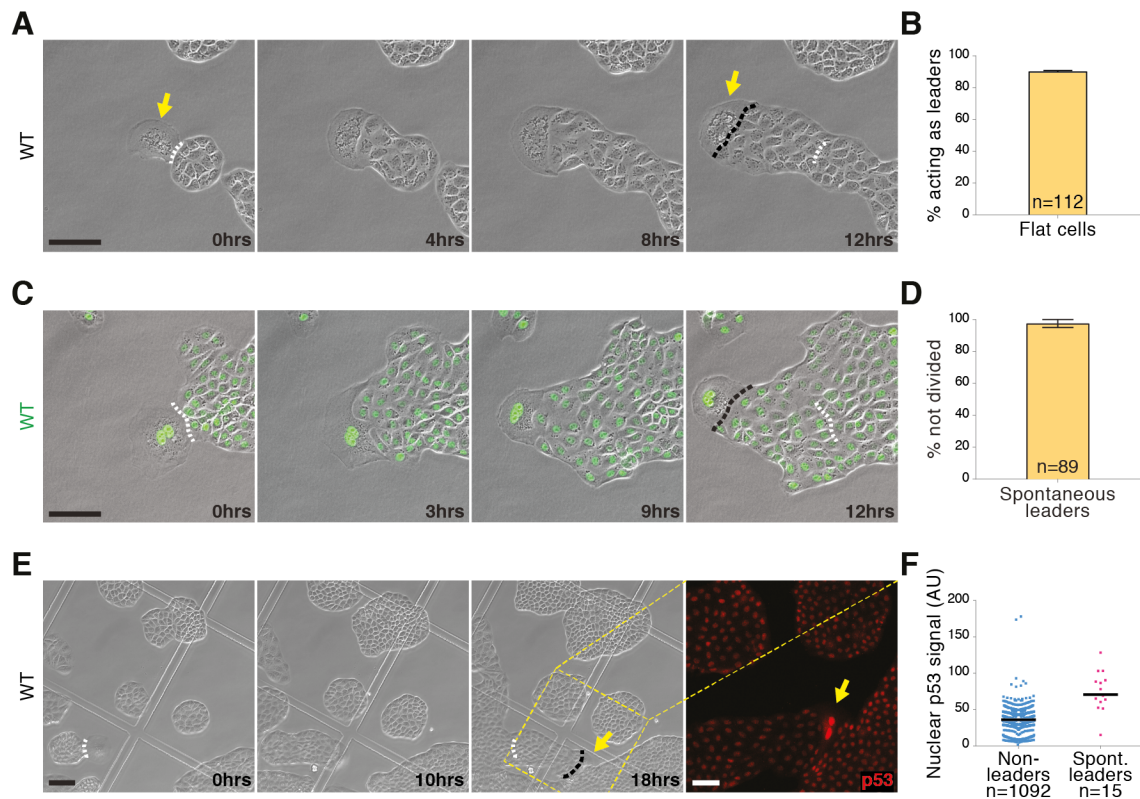 A
WT
0hrs
4hrs
8hrs
12hrs
B
% acting as leaders
100
80
60
40
20
0
n=112
Flat cells
C
WT
0hrs
3hrs
9hrs
12hrs
D
% not divided
100
80
60
40
20
0
n=89
Spontaneous
leaders
E
WT
0hrs
10hrs
18hrs
p53
F
Nuclear p53 signal (AU)
200
150
100
50
0
Non-
leaders
n=1092
Spont.
leaders
n=15